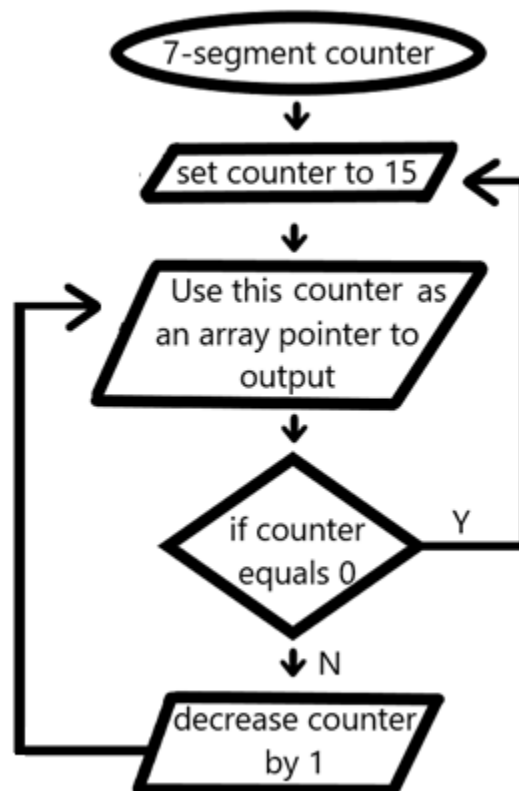 7-segment counter
set counter to 15
Use this counter as
an array pointer to
output
if counter
equals 0
Y
N
decrease counter
by 1